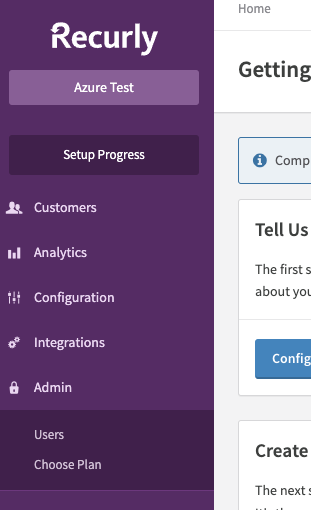 Recurly
Azure Test
Setup Progress
Customers
Analytics
Configuration
Integrations
Admin
Users
Choose Plan
Home
Getting
Comp
Tell Us
The first s
about you
Config
Create
The next s